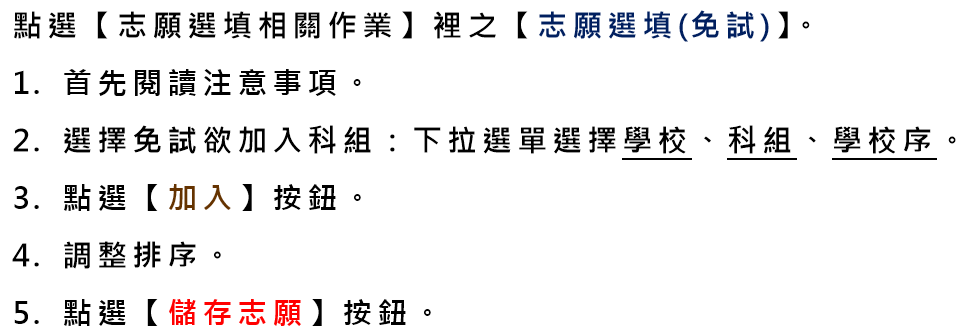 點選【志願選填相關作業】裡之【志願選填(免試)】。
1. 首先閱讀注意事項。
2. 選擇免試欲加入科組：下拉選單選擇學校、科組、學校序。
3. 點選【加入】按鈕。
4. 調整排序。
5. 點選【儲存志願】按鈕。